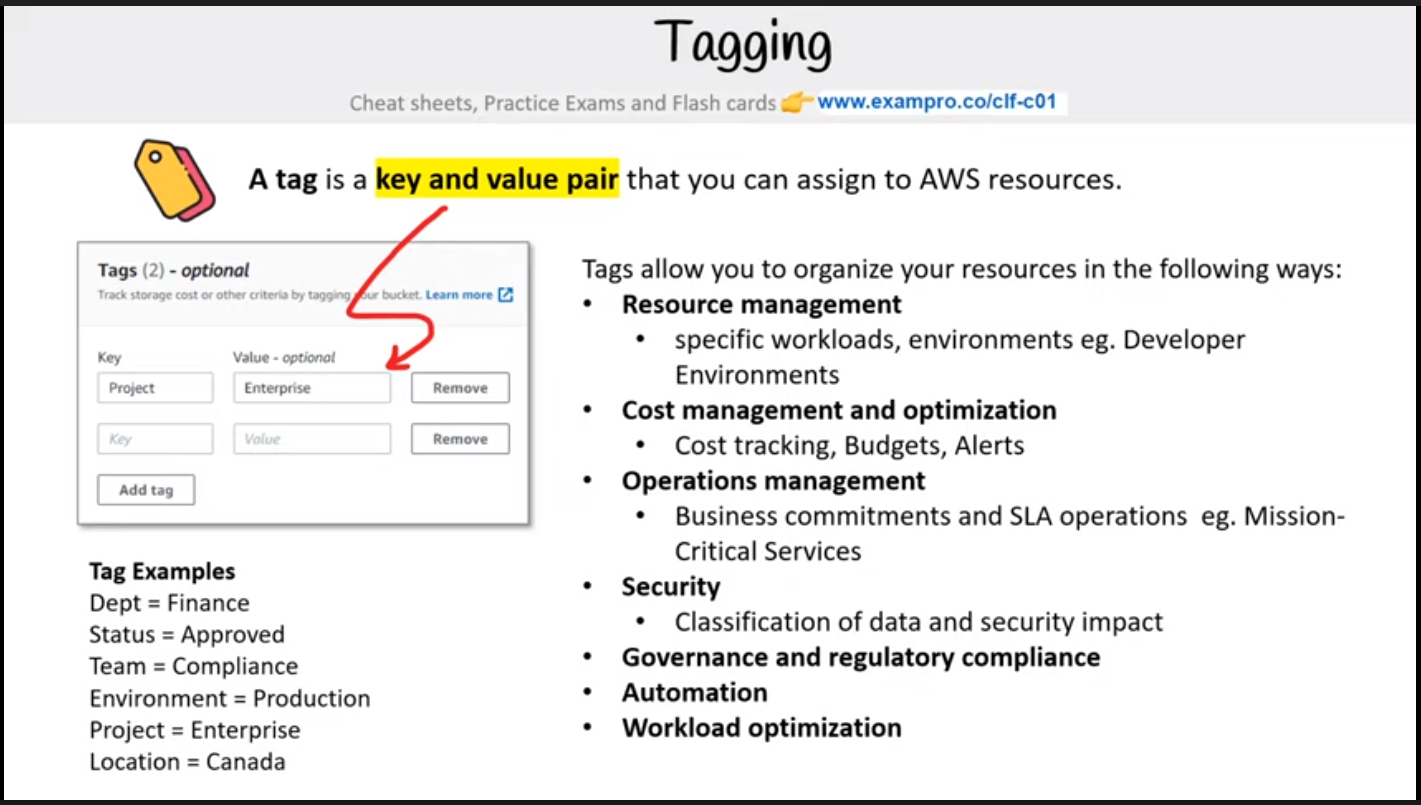 Tagging
Cheat sheets, Practice Exams and Flash cards 👉 www.exampro.co/clf-c01
A tag is a key and value pair that you can assign to AWS resources.
Tags (2) - optional
Track storage cost or other criteria by tagging your bucket. Learn more
Key Value - optional
Project Enterprise Remove
Key Value Remove
Add tag
Tag Examples
Dept = Finance
Status = Approved
Team = Compliance
Environment = Production
Project = Enterprise
Location = Canada
Tags allow you to organize your resources in the following ways:
• Resource management
• specific workloads, environments eg. Developer
Environments
• Cost management and optimization
• Cost tracking, Budgets, Alerts
• Operations management
• Business commitments and SLA operations eg. Mission-
Critical Services
• Security
• Classification of data and security impact
• Governance and regulatory compliance
• Automation
• Workload optimization